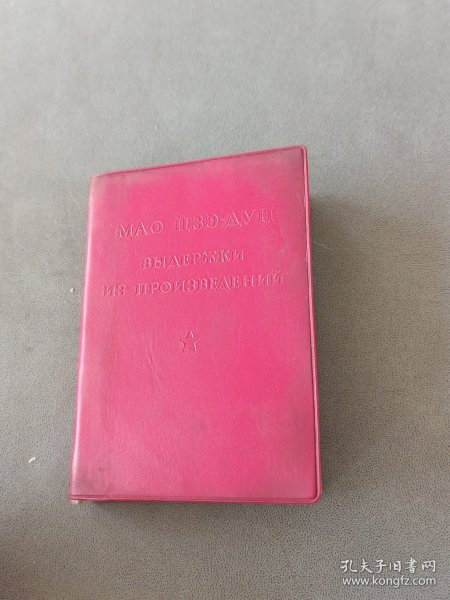 МАО ЦЗЭ-ДУН
ВЫДЕРЖКИ
ИЗ ПРОИЗВЕДЕНИЙ
孔夫子旧书网
www.kongfz.com